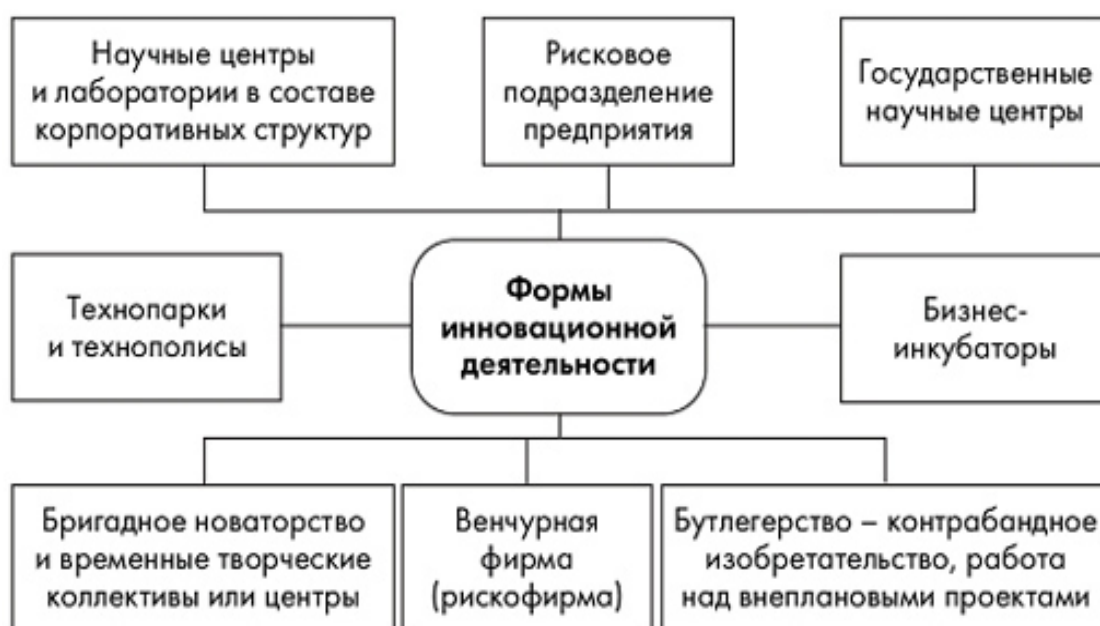 Научные центры
и лаборатории в составе
корпоративных структур
Рисковое
подразделение
предприятия
Государственные
научные центры
Технопарки
и технополисы
Формы
инновационной
деятельности
Бизнес-
инкубаторы
Бригадное новаторство
и временные творческие
коллективы или центры
Венчурная
фирма
(рискофирма)
Бутлегерство – контрабандное
изобретательство, работа
над внеплановыми проектами